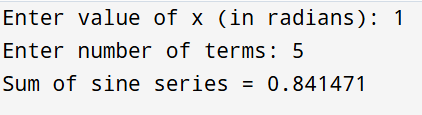 Enter value of x (in radians): 1
Enter number of terms: 5
Sum of sine series = 0.841471